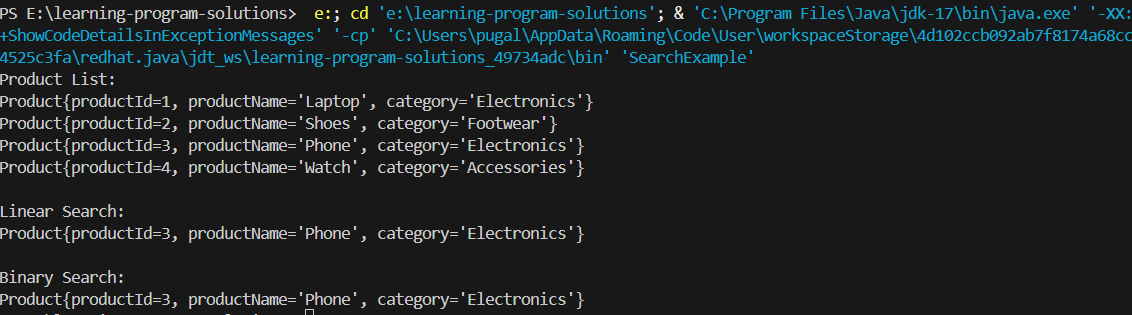 PS E:\learning-program-solutions>  e:; cd 'e:\learning-program-solutions'; & 'C:\Program Files\Java\jdk-17\bin\java.exe' '-XX:
+ShowCodeDetailsInExceptionMessages' '-cp' 'C:\Users\pugal\AppData\Roaming\Code\User\workspaceStorage\4d102ccb092ab7f8174a68cc
4525c3fa\redhat.java\jdt_ws\learning-program-solutions_49734adc\bin' 'SearchExample'
Product List:
Product{productId=1, productName='Laptop', category='Electronics'}
Product{productId=2, productName='Shoes', category='Footwear'}
Product{productId=3, productName='Phone', category='Electronics'}
Product{productId=4, productName='Watch', category='Accessories'}
Linear Search:
Product{productId=3, productName='Phone', category='Electronics'}
Binary Search:
Product{productId=3, productName='Phone', category='Electronics'}